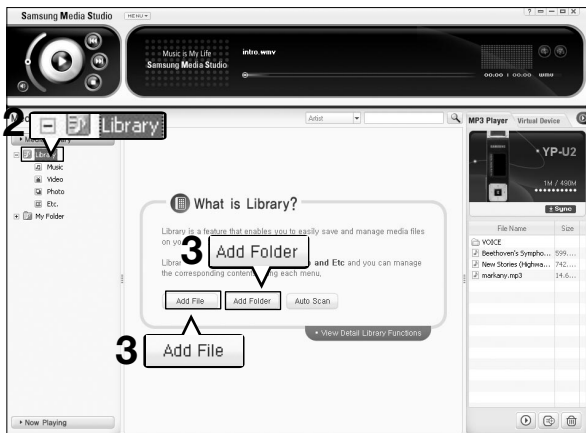 Samsung Media Studio
MENU
Music is My Life
Samsung Media Studio
intro.wmv
00:00 | 00:00 WMV
2
Library
Library
Music
Video
Photo
Etc.
My Folder
Now Playing
Artist
What is Library?
Library is a feature that enables you to easily save and manage media files
on
3
Add Folder
and Etc and you can manage
the corresponding content
each menu,
Add File
Add Folder
Auto Scan
View Detail Library Functions
3
Add File
MP3 Player
Virtual Device
YP-U2
1M / 490M
Sync
File Name
Size
VOICE
Beethoven's Sympho... 599....
New Stories (Highwa... 742....
markany.mp3 14.6...